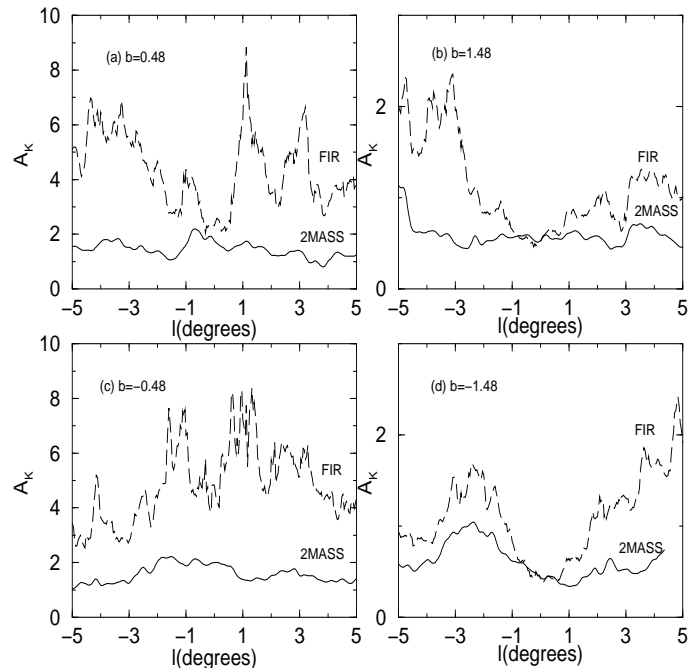 10
8
6
4
2
0
A_K
(a) b=0.48
FIR
2MASS
−5 −3 −1 1 3 5
l(degrees)
2
1
0
A_K
(b) b=1.48
FIR
2MASS
−5 −3 −1 1 3 5
l(degrees)
10
8
6
4
2
0
A_K
(c) b=−0.48
FIR
2MASS
−5 −3 −1 1 3 5
l(degrees)
2
1
0
A_K
(d) b=−1.48
FIR
2MASS
−5 −3 −1 1 3 5
l(degrees)